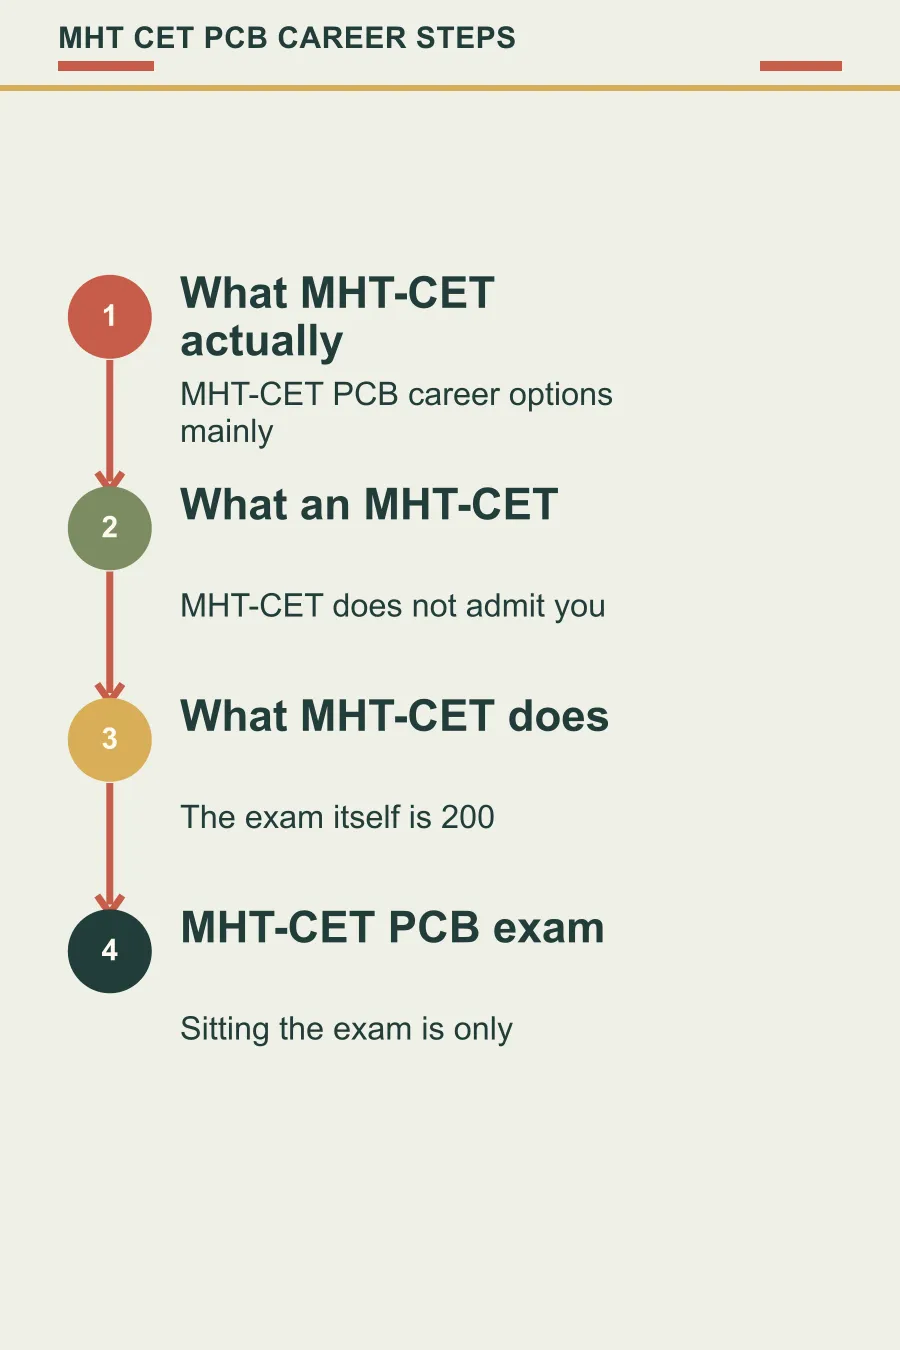 MHT CET PCB CAREER STEPS
1
What MHT-CET
actually
MHT-CET PCB career options
mainly
2
What an MHT-CET
MHT-CET does not admit you
3
What MHT-CET does
The exam itself is 200
4
MHT-CET PCB exam
Sitting the exam is only